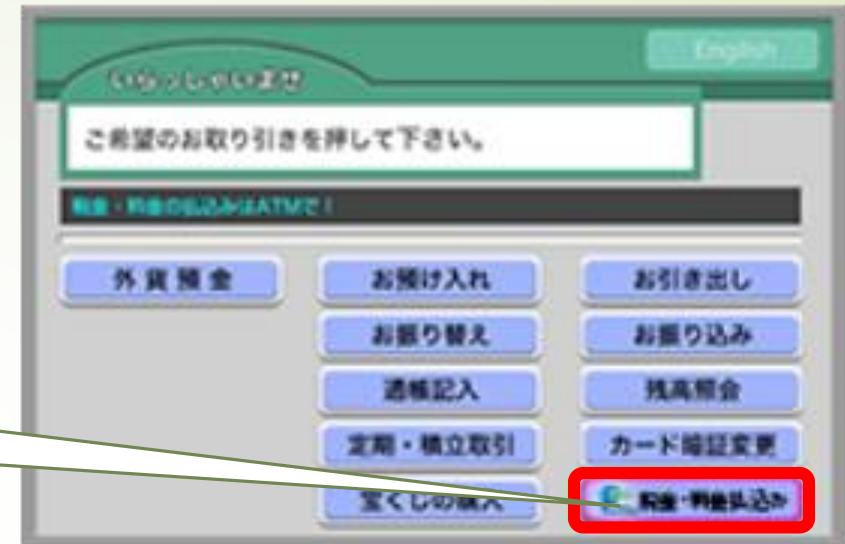 English
いらっしゃいませ
ご希望のお取り引きを押して下さい。
税金・料金の払込みはATMで！
外貨預金 お預け入れ お引き出し
お振り替え お振り込み
通帳記入 残高照会
定期・積立取引 カード暗証変更
宝くじの購入 税金・料金払込み